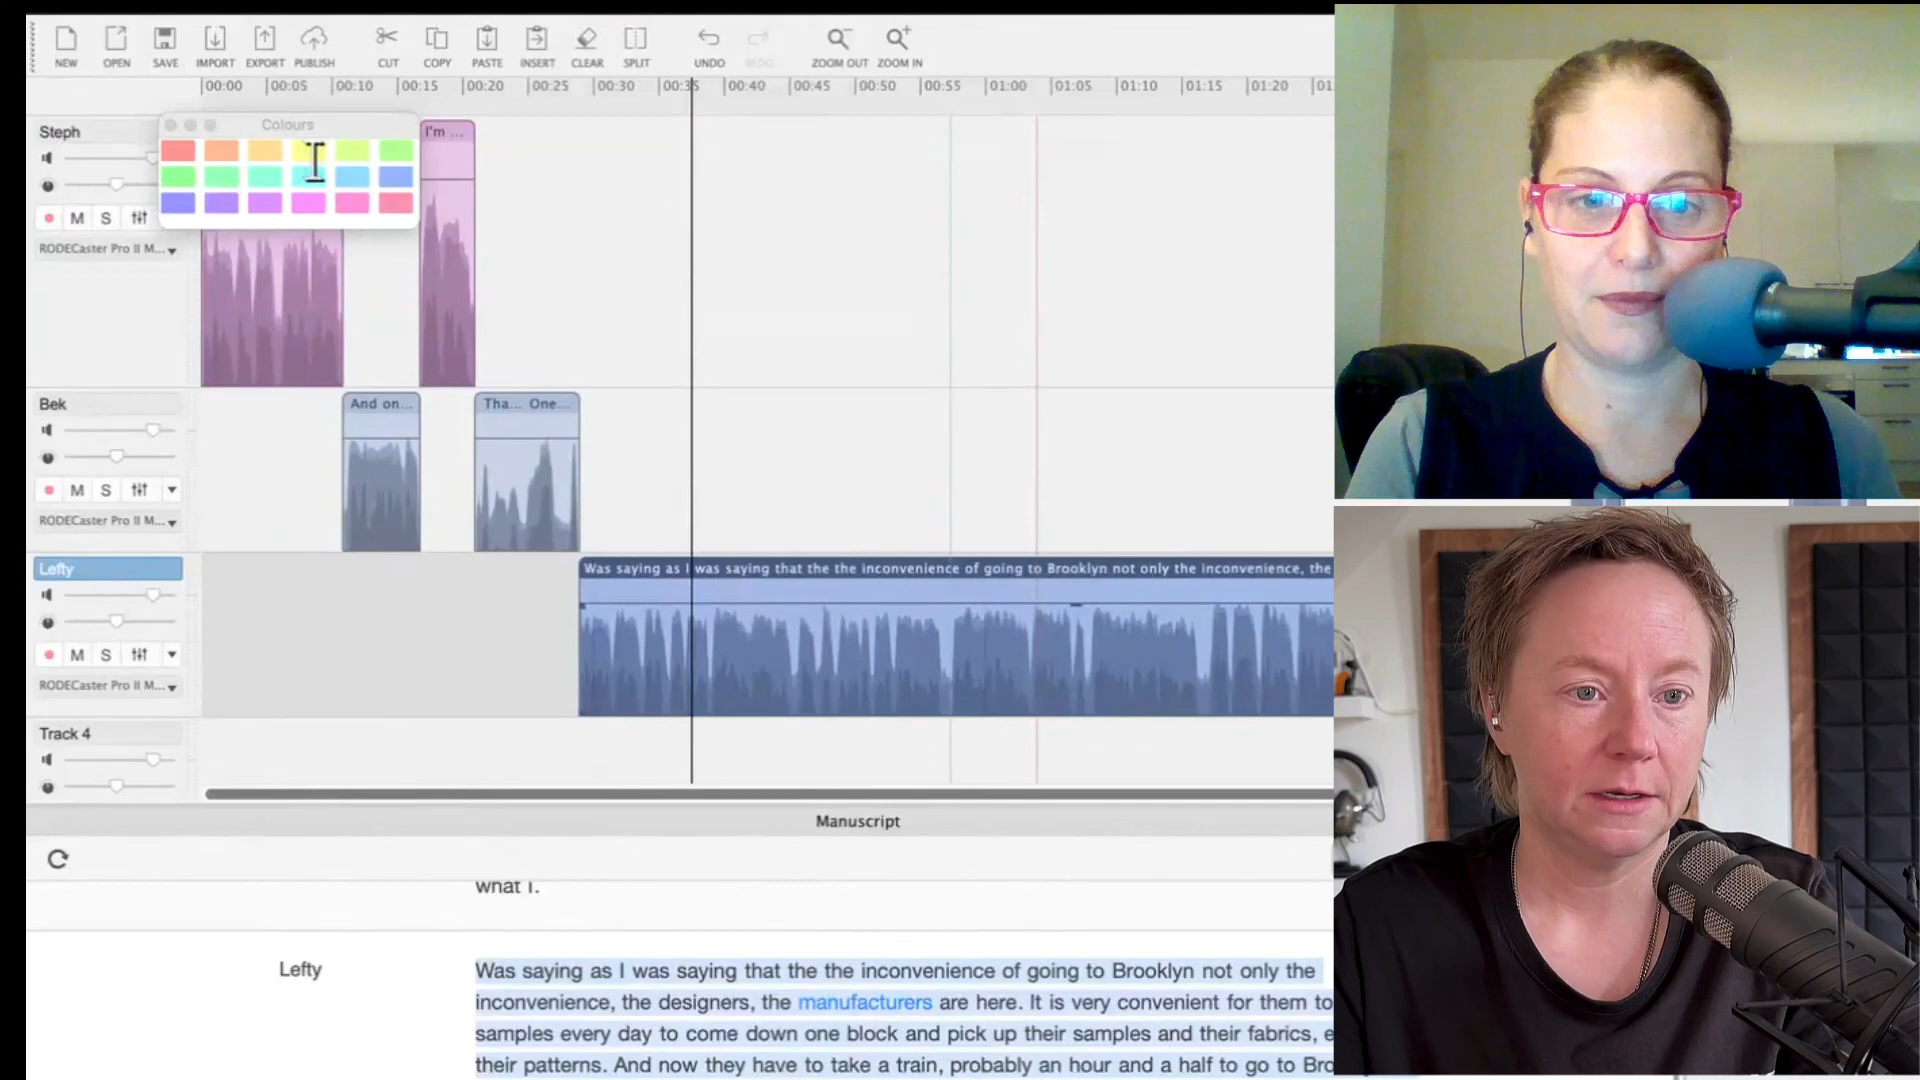 NEW OPEN SAVE IMPORT EXPORT PUBLISH CUT COPY PASTE INSERT CLEAR SPLIT UNDO REDO ZOOM OUT ZOOM IN
00:00 00:05 00:10 00:15 00:20 00:25 00:30 00:35 00:40 00:45 00:50 00:55 01:00 01:05 01:10 01:15 01:20
Colours
Steph
I'm ...
M S
RODECaster Pro II M...
Bek
And on...
Tha... One...
M S
RODECaster Pro II M...
Lefty
Was saying as I was saying that the the inconvenience of going to Brooklyn not only the inconvenience, the
M S
RODECaster Pro II M...
Track 4
Manuscript
what I.
Lefty
Was saying as I was saying that the the inconvenience of going to Brooklyn not only the
inconvenience, the designers, the manufacturers are here. It is very convenient for them to
samples every day to come down one block and pick up their samples and their fabrics,
their patterns. And now they have to take a train, probably an hour and a half to go to